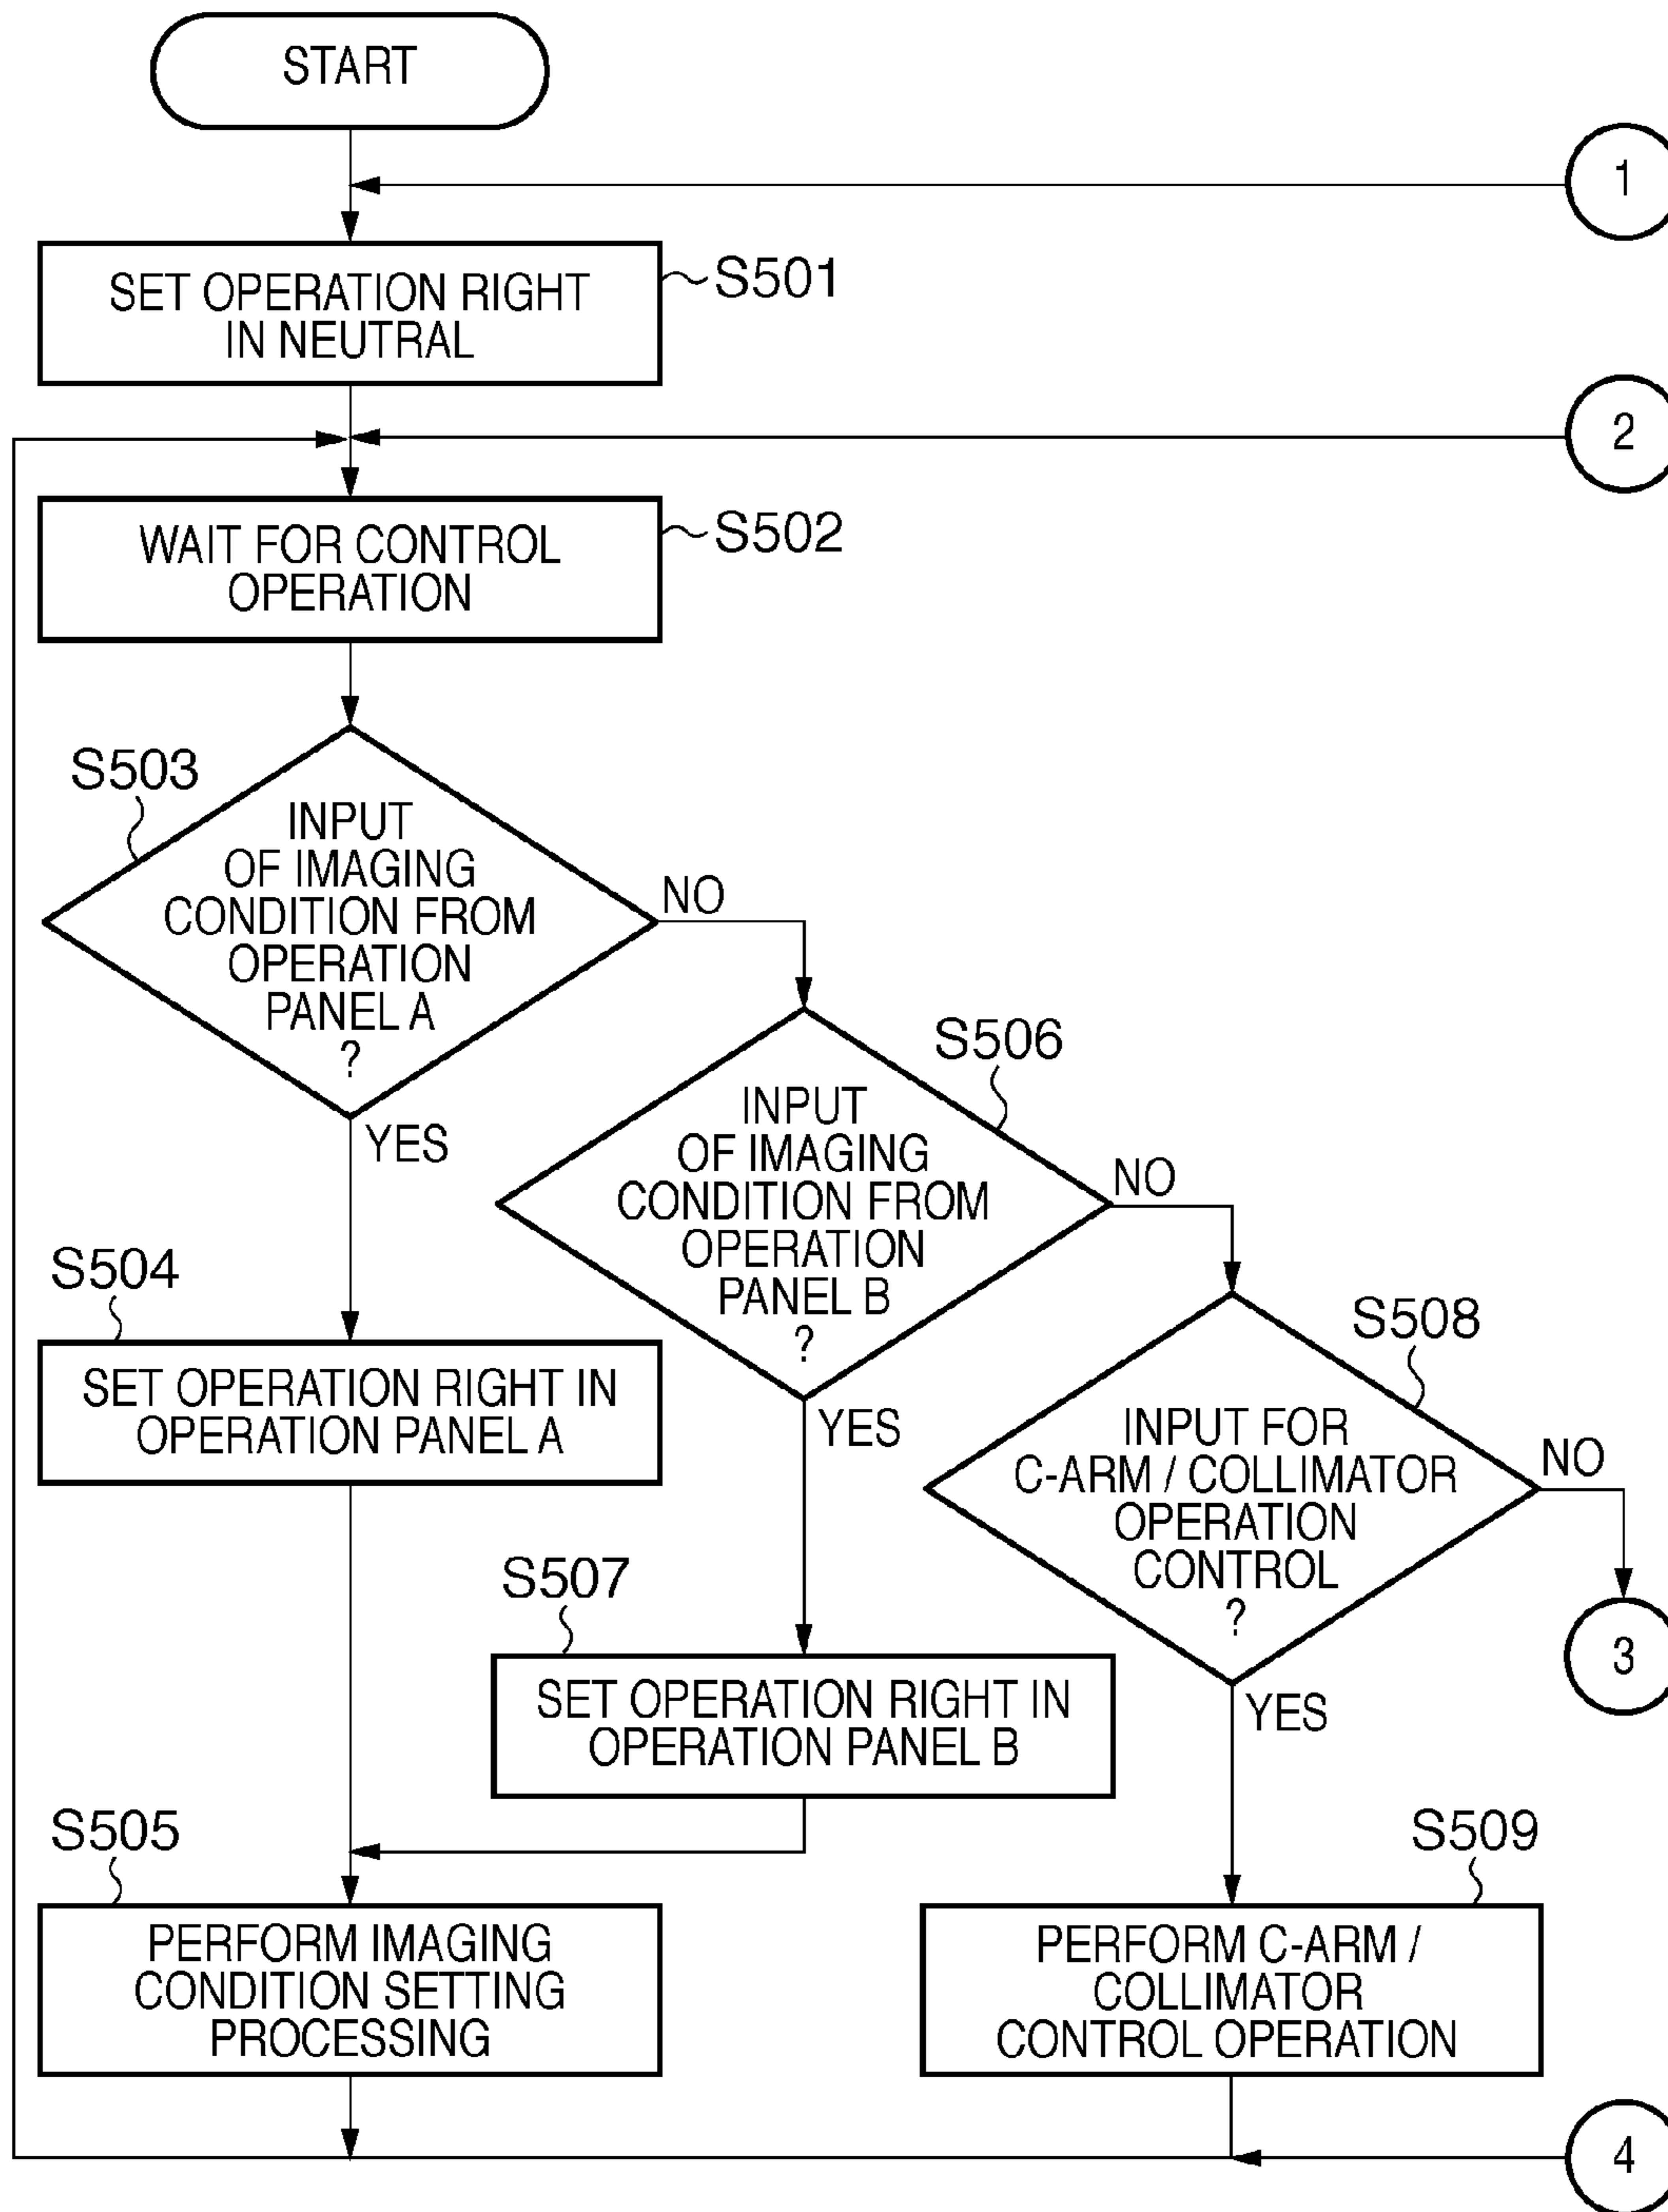 START
1
SET OPERATION RIGHT
IN NEUTRAL
S501
2
WAIT FOR CONTROL
OPERATION
S502
S503
INPUT
OF IMAGING
CONDITION FROM
OPERATION
PANEL A
?
NO
YES
S506
INPUT
OF IMAGING
CONDITION FROM
OPERATION
PANEL B
?
NO
YES
S504
SET OPERATION RIGHT IN
OPERATION PANEL A
S508
INPUT FOR
C-ARM / COLLIMATOR
OPERATION
CONTROL
?
NO
YES
3
S507
SET OPERATION RIGHT IN
OPERATION PANEL B
S505
PERFORM IMAGING
CONDITION SETTING
PROCESSING
S509
PERFORM C-ARM /
COLLIMATOR
CONTROL OPERATION
4